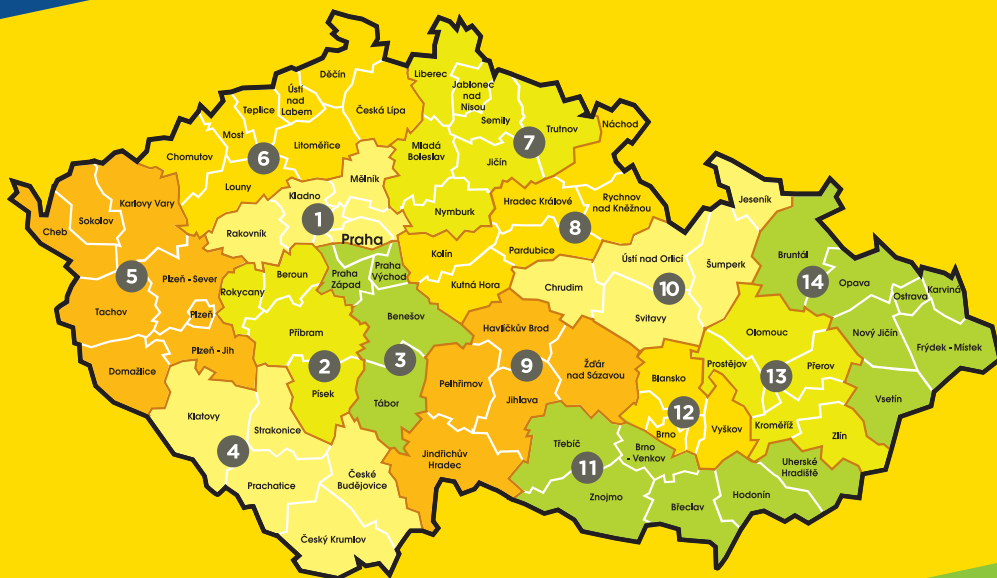 Děčín
Liberec
Ústí
nad
Labem
Jablonec
nad
Nisou
Teplice
Česká Lípa
Semily
Trutnov
Náchod
Most
Litoměřice
Mladá
Boleslav
7
Chomutov
6
Jičín
Mělník
Louny
Kladno
Nymburk
Hradec Králové
Rychnov
nad Kněžnou
Jeseník
Karlovy Vary
Sokolov
Cheb
Rakovník
1
Praha
8
Kolín
Pardubice
Bruntál
5
Plzeň - Sever
Rokycany
Beroun
Praha
Západ
Praha
Východ
Kutná Hora
Chrudim
Ústí nad Orlicí
Šumperk
10
14
Opava
Ostrava
Karviná
Tachov
Plzeň
Benešov
Svitavy
Příbram
Havlíčkův Brod
Olomouc
Nový Jičín
Frýdek - Místek
Plzeň - Jih
Domažlice
2
3
9
Žďár
nad Sázavou
Prostějov
Přerov
13
Pelhřimov
Blansko
Písek
Tábor
Jihlava
Vsetín
Klatovy
12
Strakonice
Brno
Vyškov
Kroměříž
Zlín
4
Jindřichův
Hradec
Třebíč
Brno
- Venkov
11
Uherské
Hradiště
Prachatice
České
Budějovice
Znojmo
Hodonín
Břeclav
Český Krumlov